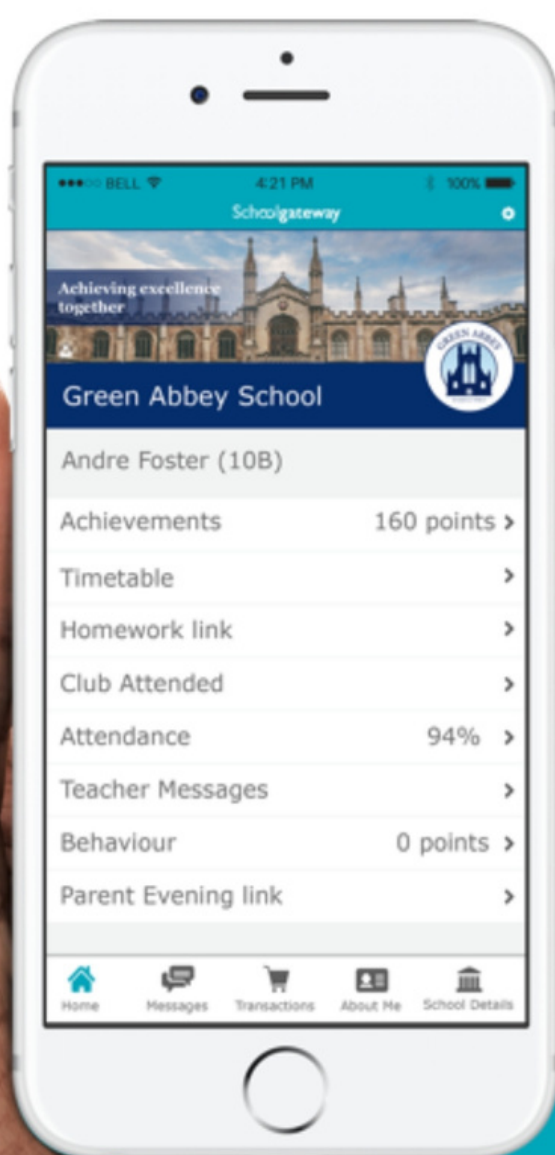 BELL
4:21 PM
100%
Schoolgateway
Achieving excellence
together
GREEN ABBEY
Green Abbey School
Andre Foster (10B)
Achievements 160 points >
Timetable >
Homework link >
Club Attended >
Attendance 94% >
Teacher Messages >
Behaviour 0 points >
Parent Evening link >
Home Messages Transactions About Me School Details